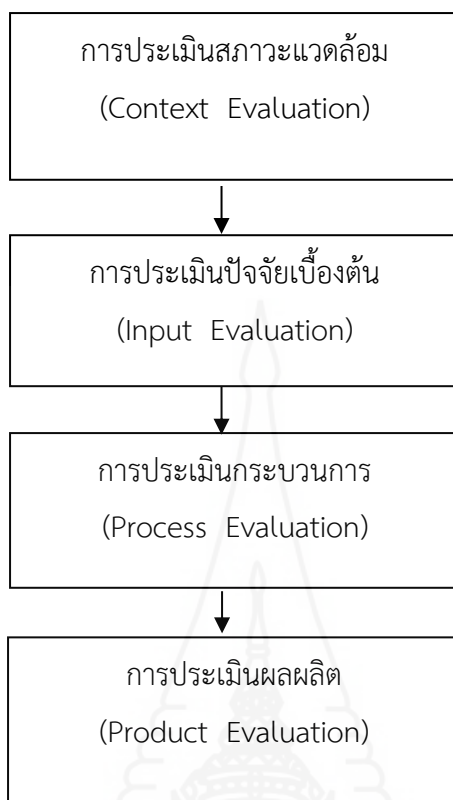 การประเมินสภาวะแวดล้อม
(Context Evaluation)
การประเมินปัจจัยเบื้องต้น
(Input Evaluation)
การประเมินกระบวนการ
(Process Evaluation)
การประเมินผลผลิต
(Product Evaluation)